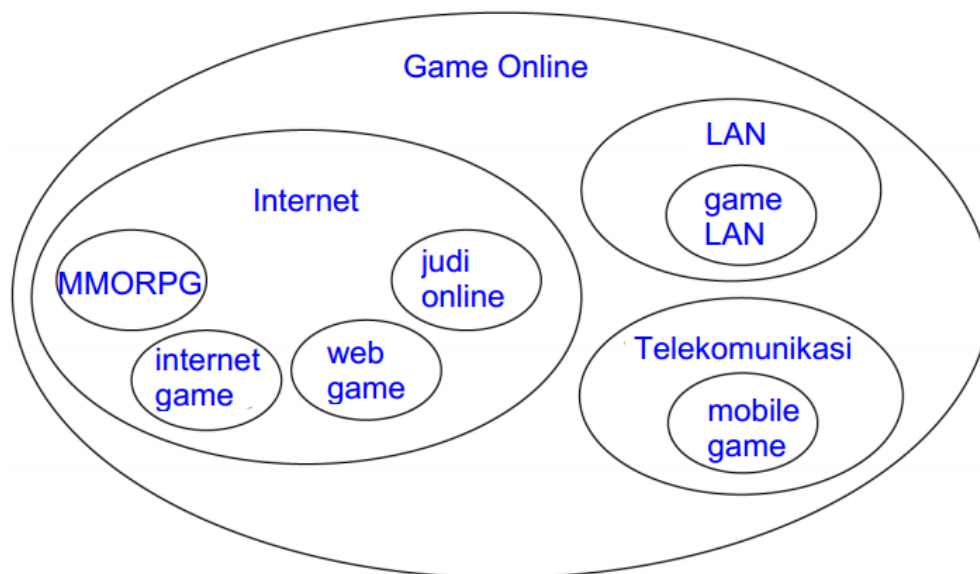 Game Online
LAN
game
LAN
Internet
MMORPG
judi
online
internet
game
web
game
Telekomunikasi
mobile
game